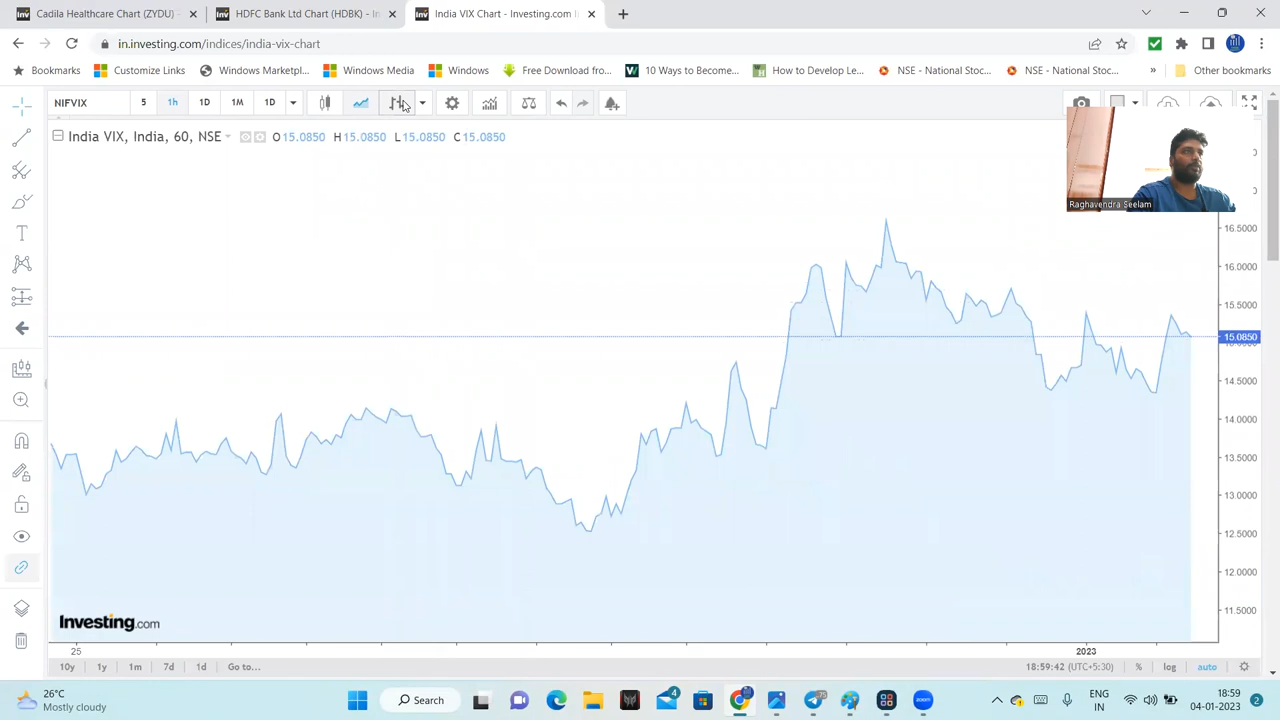 Cadila Healthcare Chart (ZYDU) -
HDFC Bank Ltd Chart (HDBK) - in
India VIX Chart - Investing.com I
in.investing.com/indices/india-vix-chart
Bookmarks
Customize Links
Windows Marketpl...
Windows Media
Windows
Free Download fro...
10 Ways to Become...
How to Develop Le...
NSE - National Stoc...
NSE - National Stoc...
»
Other bookmarks
NIFVIX
5
1h
1D
1M
1D
India VIX, India, 60, NSE
O 15.0850 H 15.0850 L 15.0850 C 15.0850
Raghavendra Seelam
16.5000
16.0000
15.5000
15.0850
14.5000
14.0000
13.5000
13.0000
12.5000
12.0000
11.5000
Investing.com
25
2023
10y
1y
1m
7d
1d
Go to...
18:59:42 (UTC+5:30)
%
log
auto
26°C
Mostly cloudy
Search
4
ENG
IN
18:59
04-01-2023
2